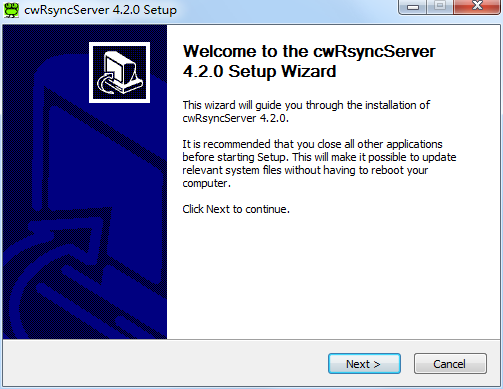 cwRsyncServer 4.2.0 Setup
Welcome to the cwRsyncServer
4.2.0 Setup Wizard
This wizard will guide you through the installation of
cwRsyncServer 4.2.0.
It is recommended that you close all other applications
before starting Setup. This will make it possible to update
relevant system files without having to reboot your
computer.
Click Next to continue.
Next >
Cancel